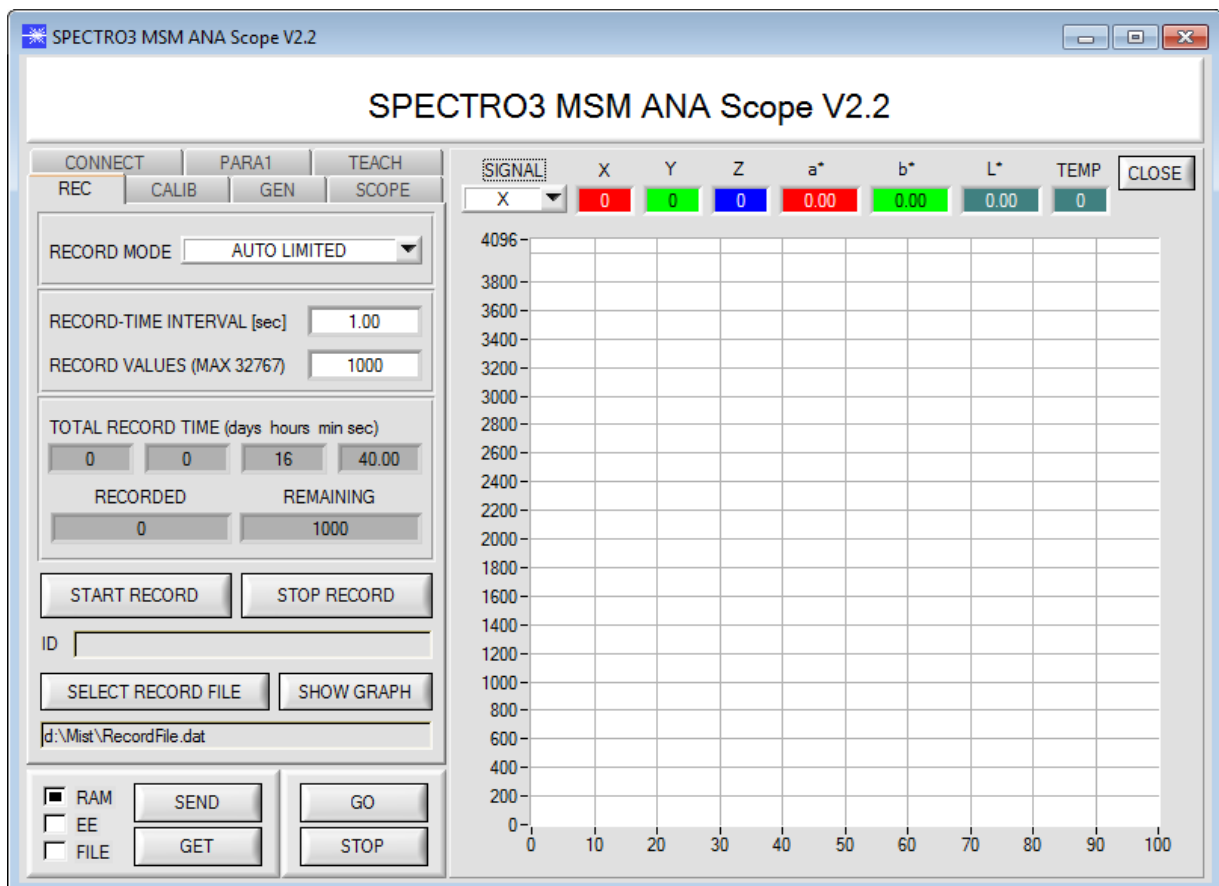 SPECTRO3 MSM ANA Scope V2.2
SPECTRO3 MSM ANA Scope V2.2
CONNECT PARA1 TEACH
REC CALIB GEN SCOPE
RECORD MODE AUTO LIMITED
RECORD-TIME INTERVAL [sec] 1.00
RECORD VALUES (MAX 32767) 1000
TOTAL RECORD TIME (days hours min sec)
0 0 16 40.00
RECORDED REMAINING
0 1000
START RECORD STOP RECORD
ID
SELECT RECORD FILE SHOW GRAPH
d:\Mist\RecordFile.dat
RAM SEND GO
EE
FILE GET STOP
SIGNAL X Y Z a* b* L* TEMP CLOSE
X 0 0 0 0.00 0.00 0.00 0
4096
3800
3600
3400
3200
3000
2800
2600
2400
2200
2000
1800
1600
1400
1200
1000
800
600
400
200
0
0 10 20 30 40 50 60 70 80 90 100